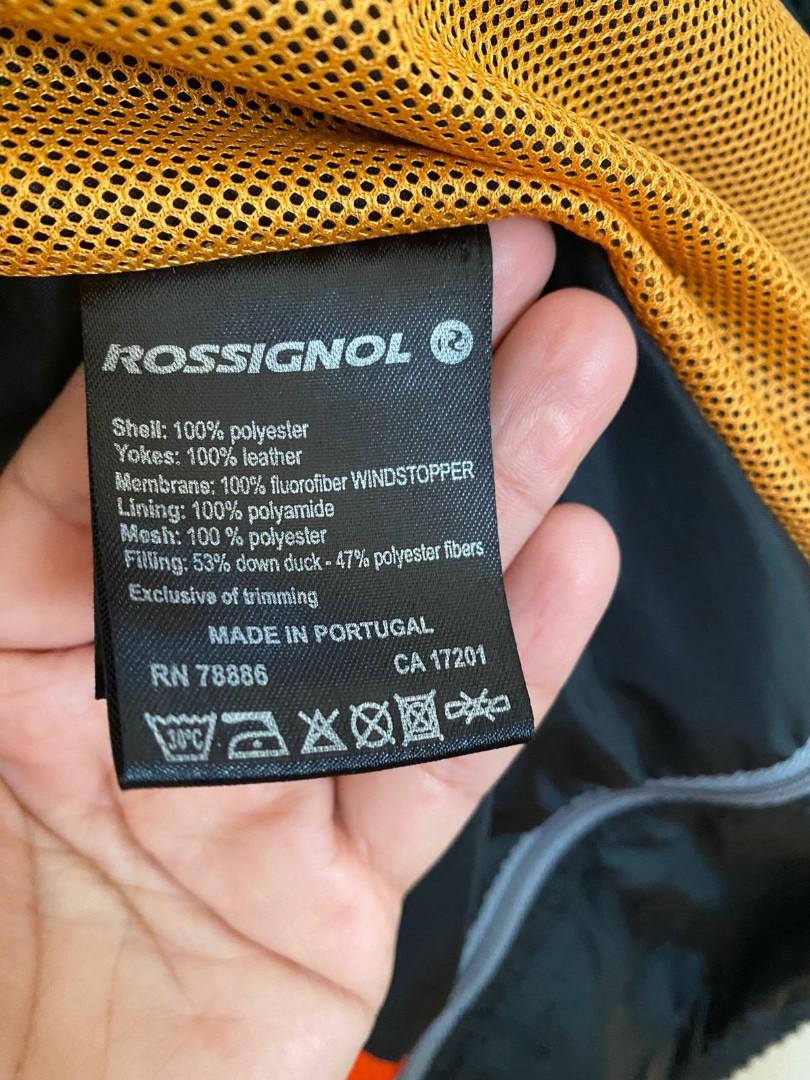 ROSSIGNOL
Shell: 100% polyester
Yokes: 100% leather
Membrane: 100% fluorofiber WINDSTOPPER
Lining: 100% polyamide
Mesh: 100 % polyester
Filling: 53% down duck - 47% polyester fibers
Exclusive of trimming
MADE IN PORTUGAL
RN 78886 CA 17201
30°C